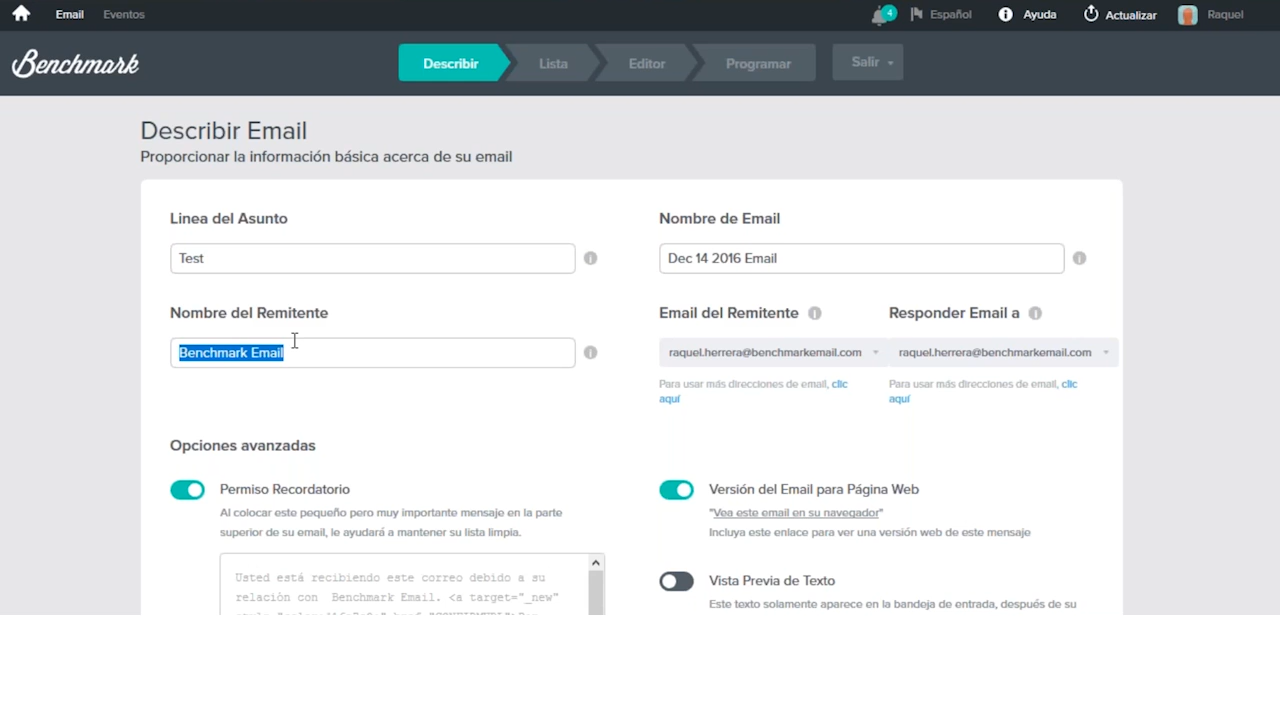 Email Eventos 4 Español Ayuda Actualizar Raquel
Benchmark Describir Lista Editor Programar Salir
Describir Email
Proporcionar la información básica acerca de su email
Linea del Asunto Nombre de Email
Test Dec 14 2016 Email
Nombre del Remitente Email del Remitente Responder Email a
Benchmark Email raquel.herrera@benchmarkemail.com raquel.herrera@benchmarkemail.com
Para usar más direcciones de email, clic Para usar más direcciones de email, clic
aquí aquí
Opciones avanzadas
Permiso Recordatorio Versión del Email para Página Web
Al colocar este pequeño pero muy importante mensaje en la parte "Vea este email en su navegador"
superior de su email, le ayudará a mantener su lista limpia. Incluya este enlace para ver una versión web de este mensaje
Usted está recibiendo este correo debido a su Vista Previa de Texto
relación con Benchmark Email. <a target="_new" Este texto solamente aparece en la bandeja de entrada, después de su